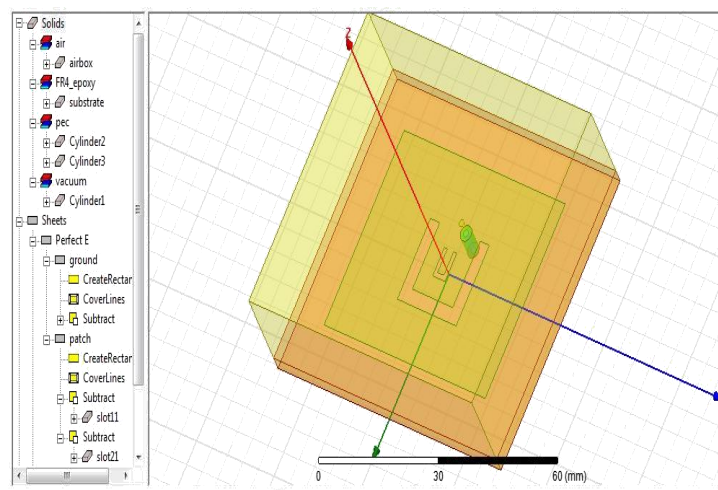 Solids
air
airbox
FR4_epoxy
substrate
pec
Cylinder2
Cylinder3
vacuum
Cylinder1
Sheets
Perfect E
ground
CreateRectar
CoverLines
Subtract
patch
CreateRectar
CoverLines
Subtract
slot11
Subtract
slot21
Z
0 30 60 (mm)